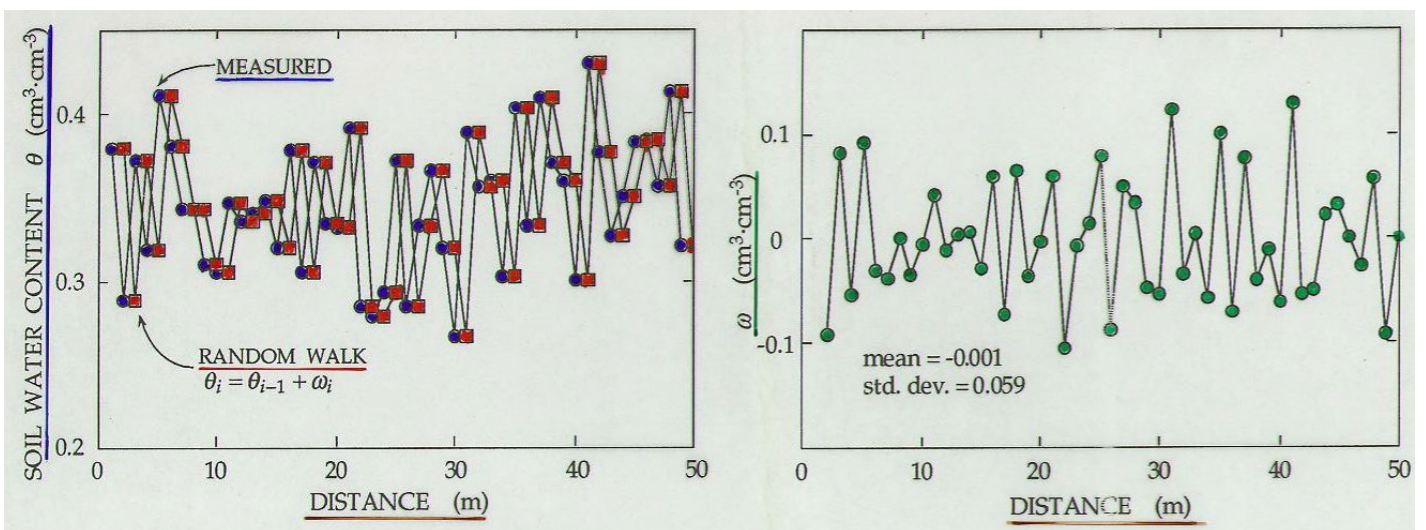 SOIL WATER CONTENT θ (cm³·cm⁻³)
0.4
0.3
0.2
MEASURED
RANDOM WALK
θᵢ = θᵢ₋₁ + ωᵢ
0 10 20 30 40 50
DISTANCE (m)
ω (cm³·cm⁻³)
0.1
0
-0.1
mean = -0.001
std. dev. = 0.059
0 10 20 30 40 50
DISTANCE (m)